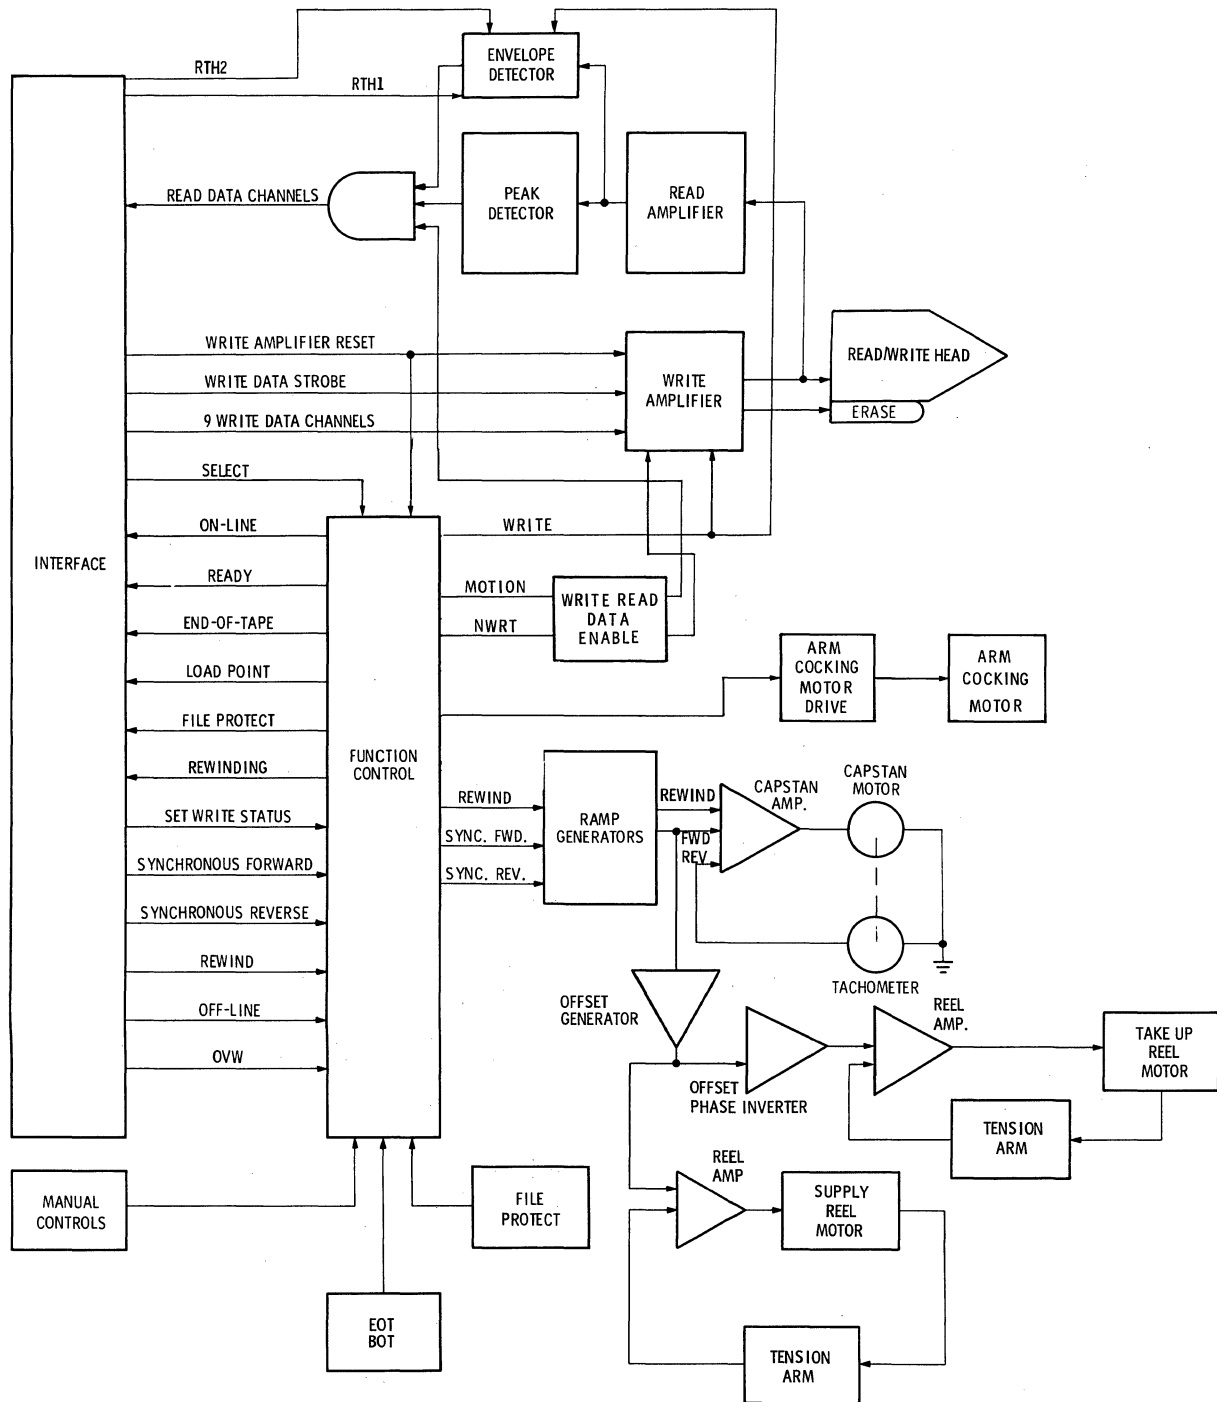 RTH2
RTH1
ENVELOPE
DETECTOR
READ DATA CHANNELS
PEAK
DETECTOR
READ
AMPLIFIER
WRITE AMPLIFIER RESET
WRITE DATA STROBE
9 WRITE DATA CHANNELS
WRITE
AMPLIFIER
READ/WRITE HEAD
ERASE
SELECT
ON-LINE
READY
END-OF-TAPE
LOAD POINT
FILE PROTECT
REWINDING
SET WRITE STATUS
SYNCHRONOUS FORWARD
SYNCHRONOUS REVERSE
REWIND
OFF-LINE
OVW
INTERFACE
FUNCTION
CONTROL
WRITE
MOTION
NWRT
WRITE READ
DATA
ENABLE
ARM
COCKING
MOTOR
DRIVE
ARM
COCKING
MOTOR
REWIND
SYNC. FWD.
SYNC. REV.
RAMP
GENERATORS
REWIND
FWD
REV
CAPSTAN
AMP.
CAPSTAN
MOTOR
TACHOMETER
OFFSET
GENERATOR
OFFSET
PHASE INVERTER
REEL
AMP.
TAKE UP
REEL
MOTOR
TENSION
ARM
REEL
AMP
SUPPLY
REEL
MOTOR
TENSION
ARM
MANUAL
CONTROLS
FILE
PROTECT
EOT
BOT